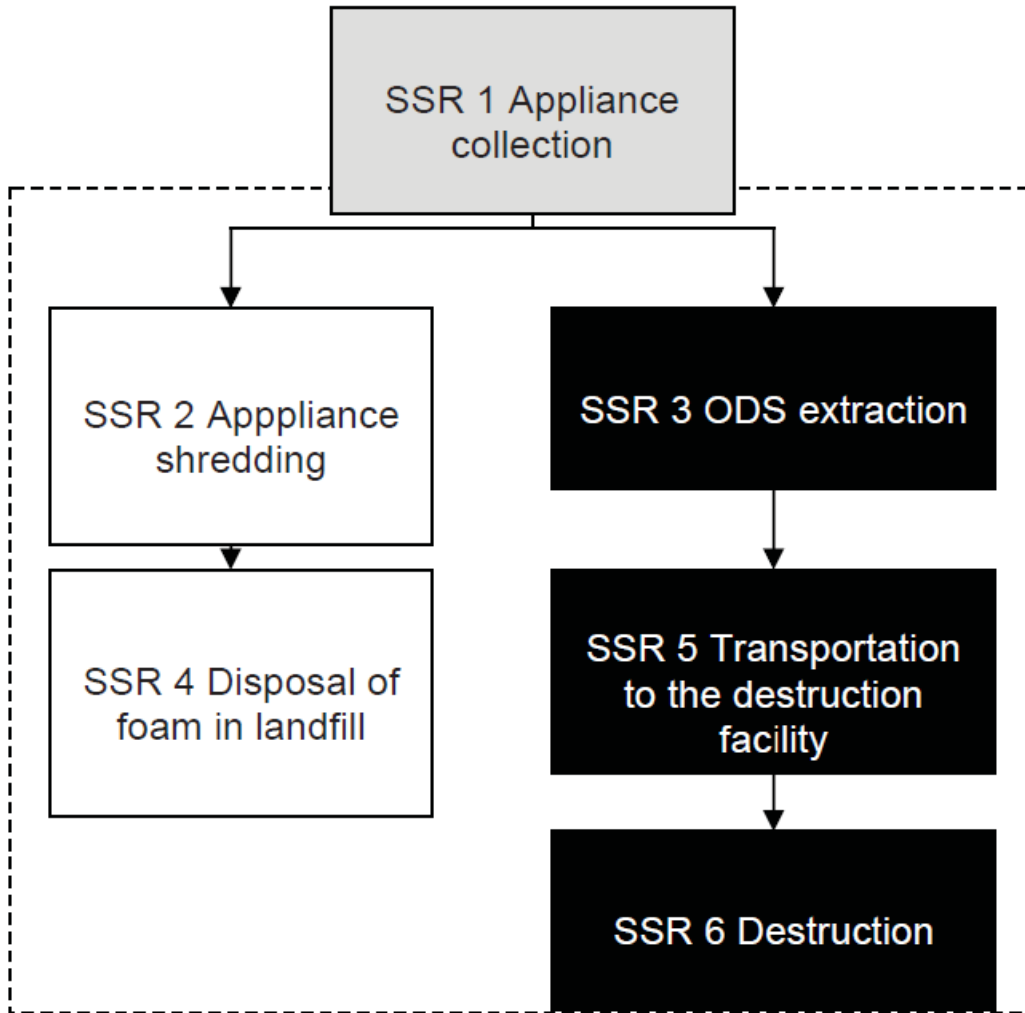 SSR 1 Appliance
collection
SSR 2 Apppliance
shredding
SSR 3 ODS extraction
SSR 4 Disposal of
foam in landfill
SSR 5 Transportation
to the destruction
facility
SSR 6 Destruction